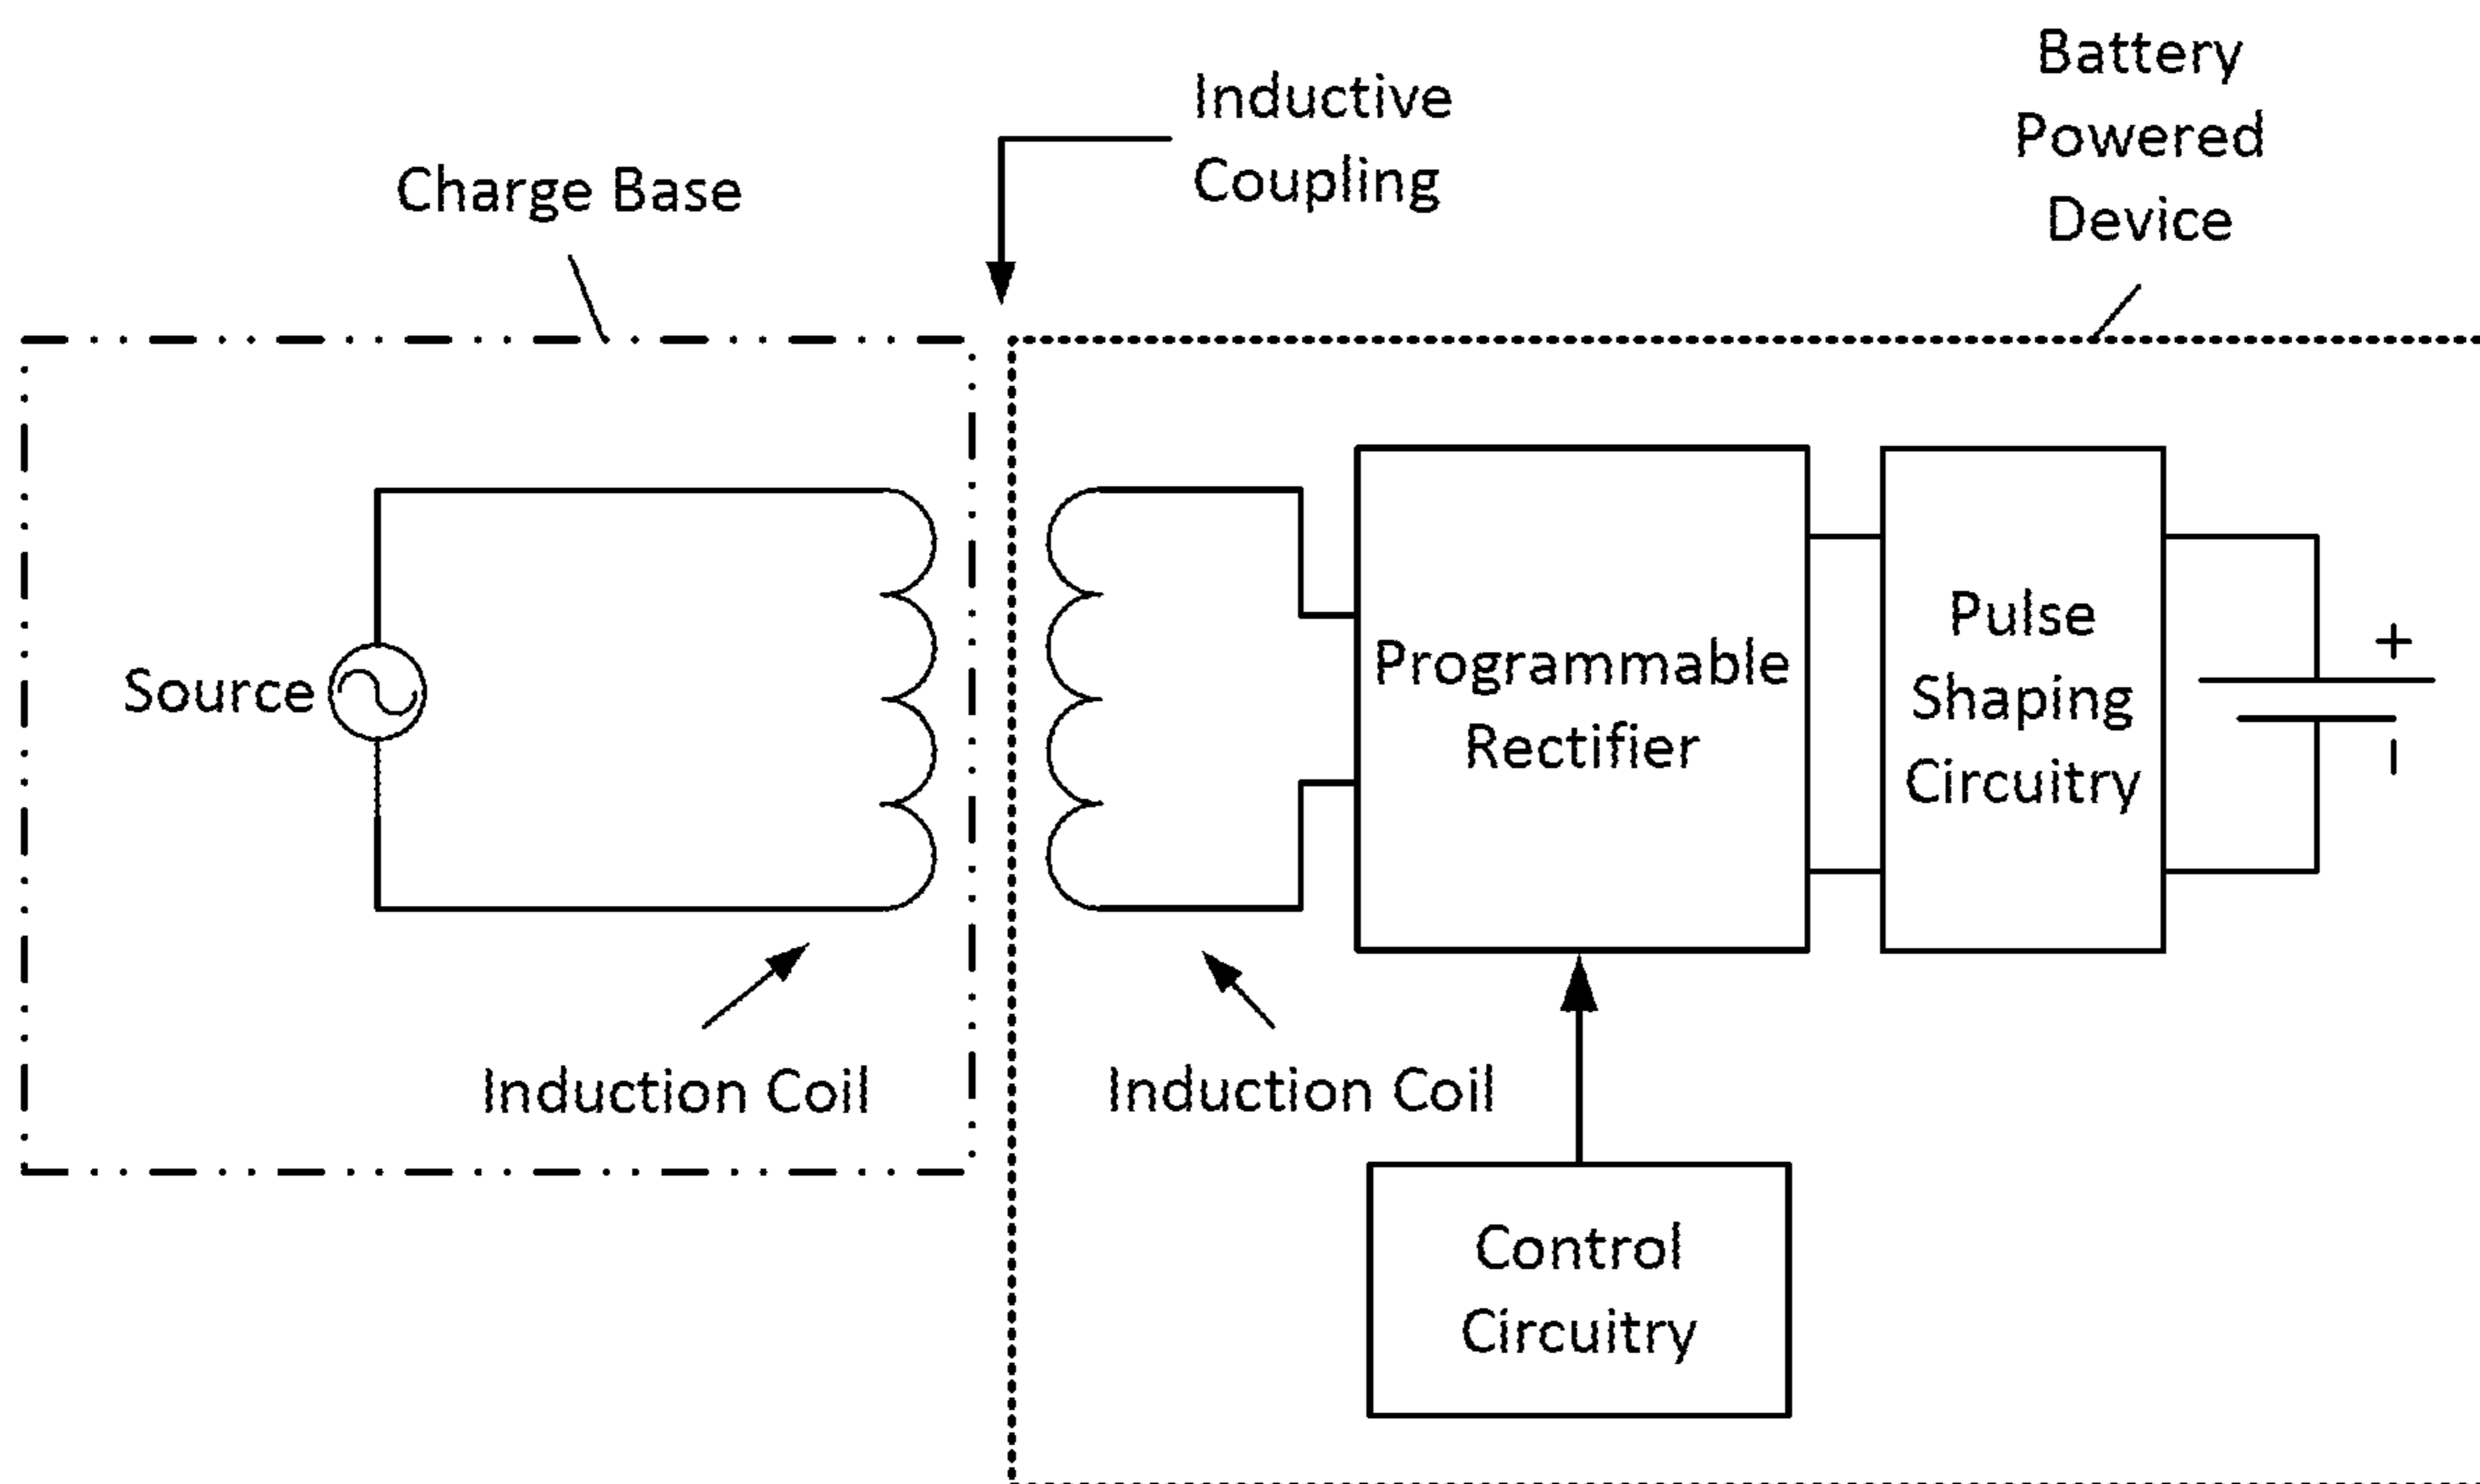 Battery
Powered
Device
Inductive
Coupling
Charge Base
Source
Programmable
Rectifier
Pulse
Shaping
Circuitry
+
–
Induction Coil
Induction Coil
Control
Circuitry